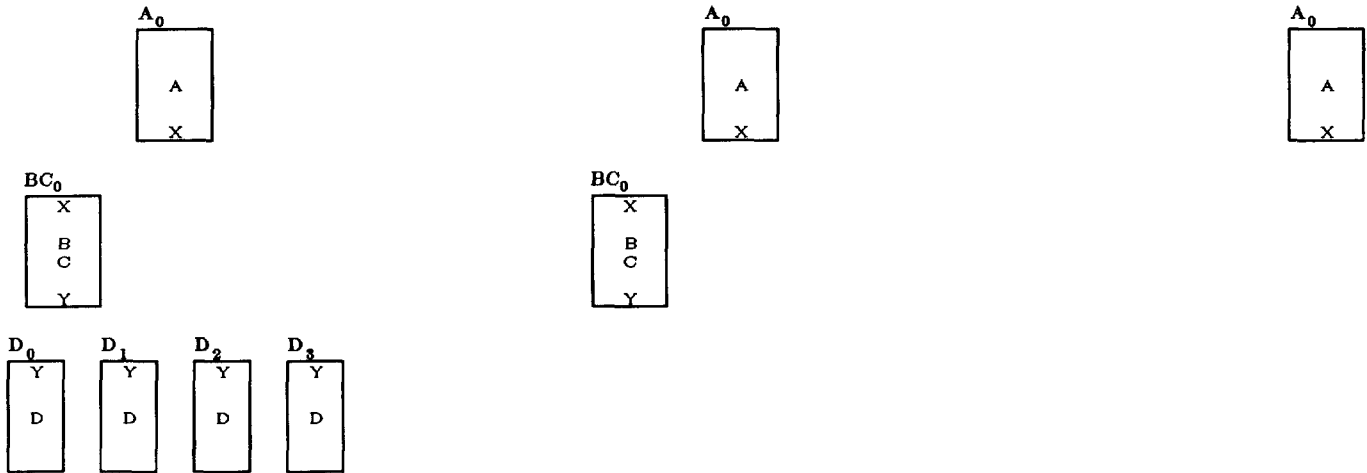 A₀ A₀ A₀
A A A
X X X
BC₀ BC₀
X X
B B
C C
Y Y
D₀ D₁ D₂ D₃
Y Y Y Y
D D D D